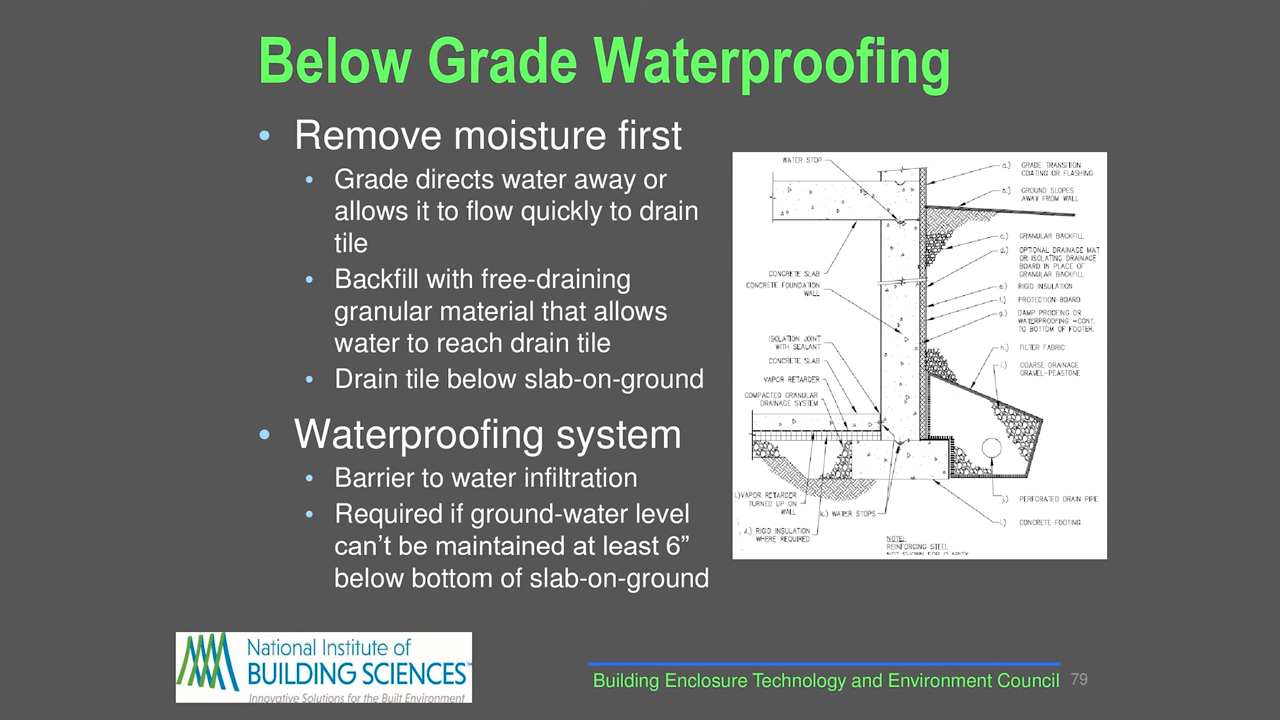 Below Grade Waterproofing
• Remove moisture first
• Grade directs water away or
allows it to flow quickly to drain
tile
• Backfill with free-draining
granular material that allows
water to reach drain tile
• Drain tile below slab-on-ground
• Waterproofing system
• Barrier to water infiltration
• Required if ground-water level
can’t be maintained at least 6”
below bottom of slab-on-ground
WATER STOP
CONCRETE SLAB
CONCRETE FOUNDATION
WALL
ISOLATION JOINT
WITH SEALANT
CONCRETE SLAB
VAPOR RETARDER
COMPACTED GRANULAR
DRAINAGE SYSTEM
VAPOR RETARDER
TURNED UP ON
WALL
k.) WATER STOPS
RIGID INSULATION
WHERE REQUIRED
a.) GRADE TRANSITION
COATING OR FLASHING
b.) GROUND SLOPES
AWAY FROM WALL
c.) GRANULAR BACKFILL
d.) OPTIONAL DRAINAGE MAT
OR ISOLATING DRAINAGE
BOARD IN PLACE OF
GRANULAR BACKFILL
e.) RIGID INSULATION
f.) PROTECTION BOARD
g.) DAMP PROOFING OR
WATERPROOFING -CONT.
TO BOTTOM OF FOOTER.
h.) FILTER FABRIC
COARSE DRAINAGE
GRAVEL-PEASTONE
PERFORATED DRAIN PIPE
CONCRETE FOOTING
NOTE:
REINFORCING STEEL
NOT SHOWN FOR CLARITY
National Institute of
BUILDING SCIENCES™
Innovative Solutions for the Built Environment
Building Enclosure Technology and Environment Council 79